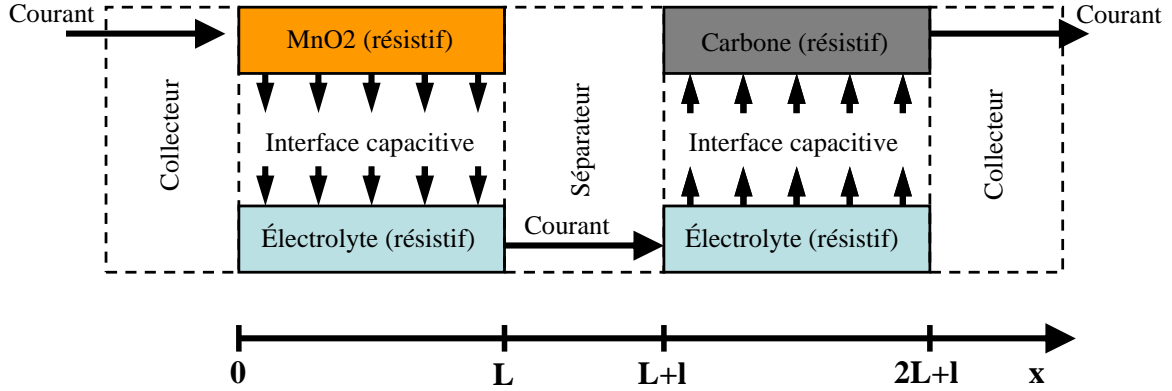 Courant
MnO2 (résistif)
Carbone (résistif)
Courant
Collecteur
Interface capacitive
Séparateur
Interface capacitive
Collecteur
Électrolyte (résistif)
Courant
Électrolyte (résistif)
0
L
L+l
2L+l
x